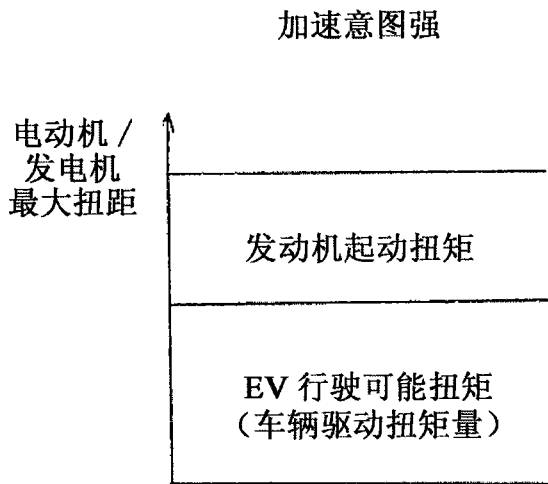 加速意图强
电动机 /
发电机
最大扭距
发动机起动扭矩
EV 行驶可能扭矩
（车辆驱动扭矩量）